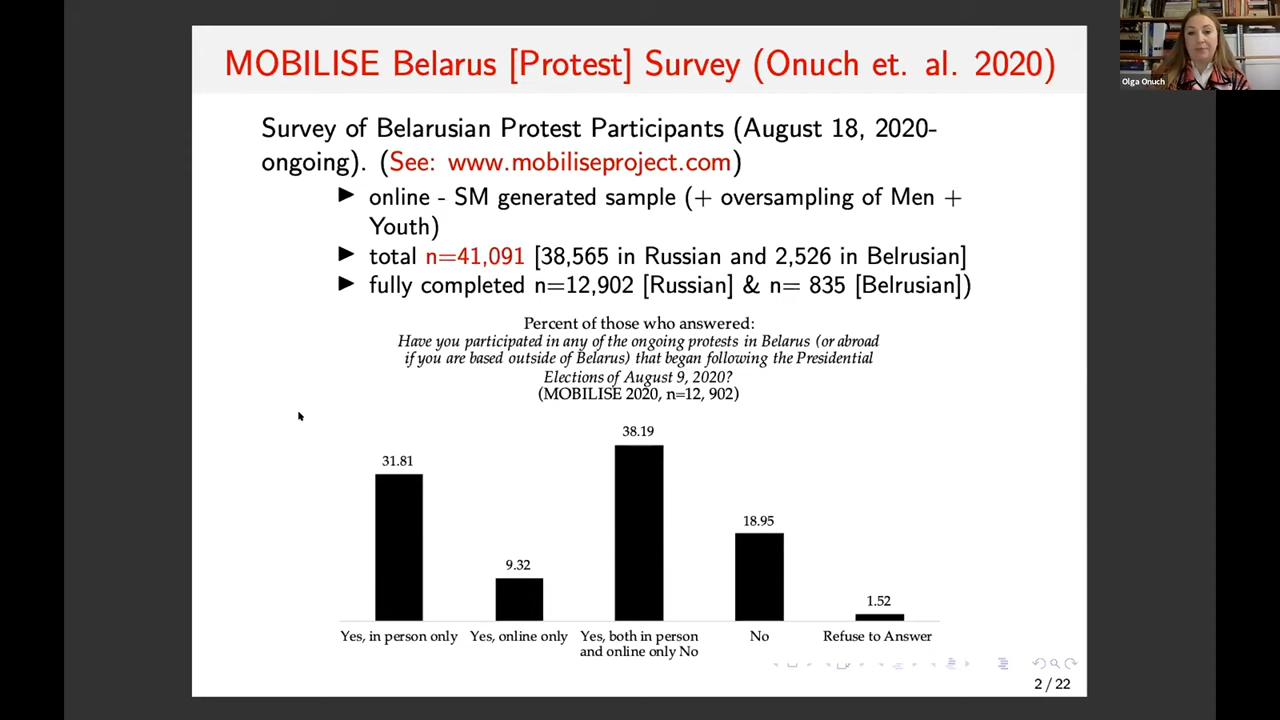 MOBILISE Belarus [Protest] Survey (Onuch et. al. 2020)
Olga Onuch
Survey of Belarusian Protest Participants (August 18, 2020-
ongoing). (See: www.mobiliseproject.com)
online - SM generated sample (+ oversampling of Men +
Youth)
total n=41,091 [38,565 in Russian and 2,526 in Belrusian]
fully completed n=12,902 [Russian] & n= 835 [Belrusian])
Percent of those who answered:
Have you participated in any of the ongoing protests in Belarus (or abroad
if you are based outside of Belarus) that began following the Presidential
Elections of August 9, 2020?
(MOBILISE 2020, n=12, 902)
38.19
31.81
18.95
9.32
1.52
Yes, in person only
Yes, online only
Yes, both in person
and online only No
No
Refuse to Answer
2 / 22